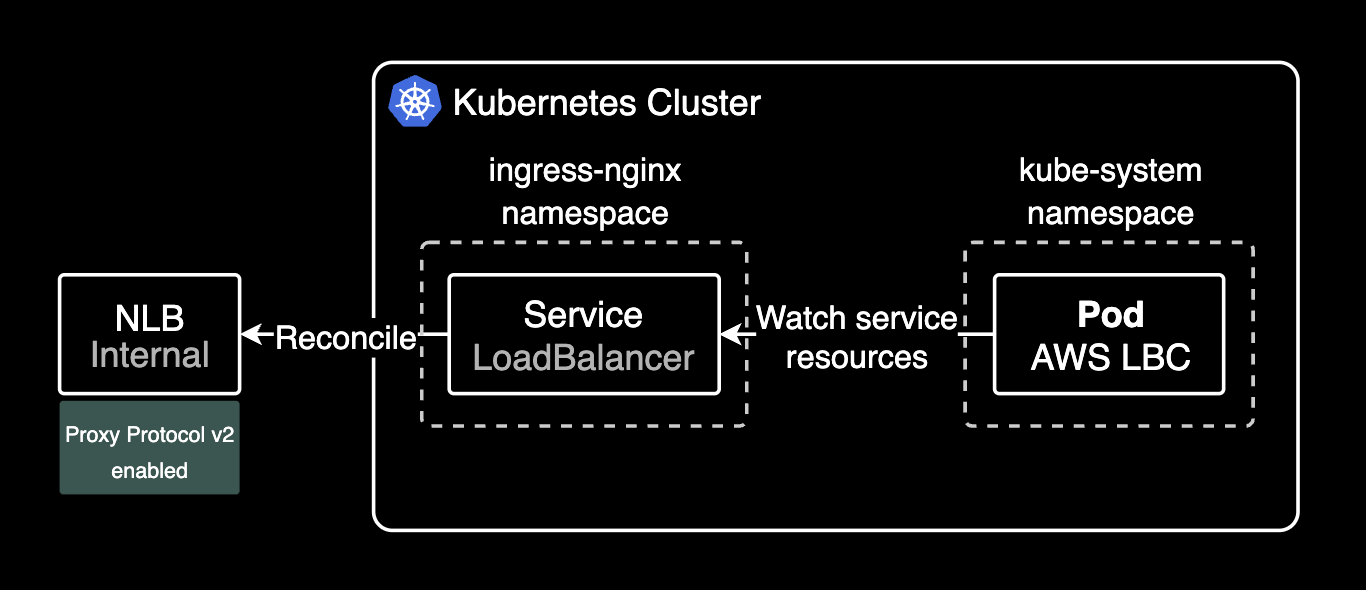 Kubernetes Cluster
ingress-nginx
namespace
kube-system
namespace
NLB
Internal
Reconcile
Service
LoadBalancer
Watch service
resources
Pod
AWS LBC
Proxy Protocol v2
enabled